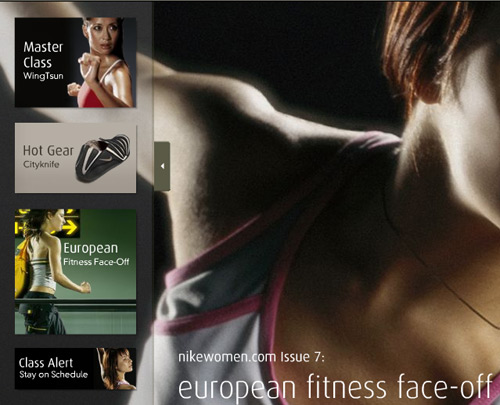 Master
Class
WingTsun
Hot Gear
Cityknife
European
Fitness Face-Off
Class Alert
Stay on Schedule
nikewomen.com Issue 7:
european fitness face-off